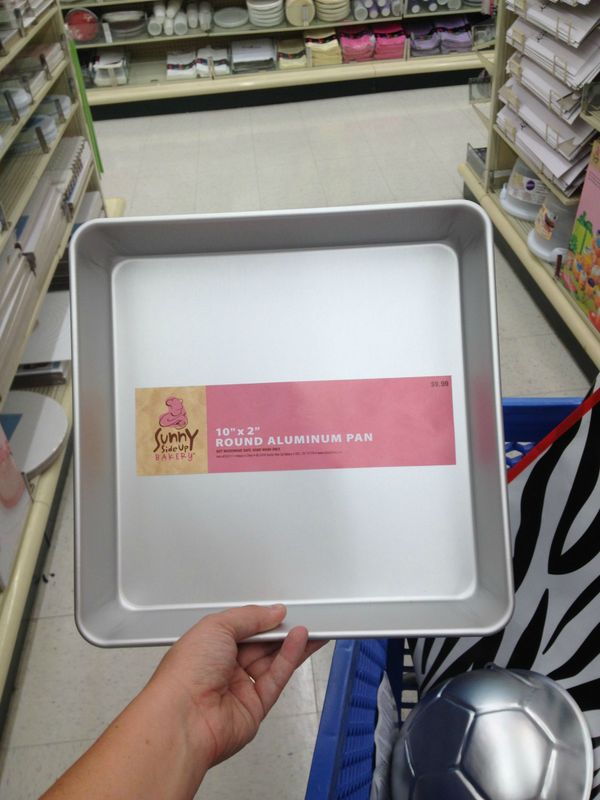 $9.99
Sunny
Side Up
BAKERY
10" x 2"
ROUND ALUMINUM PAN